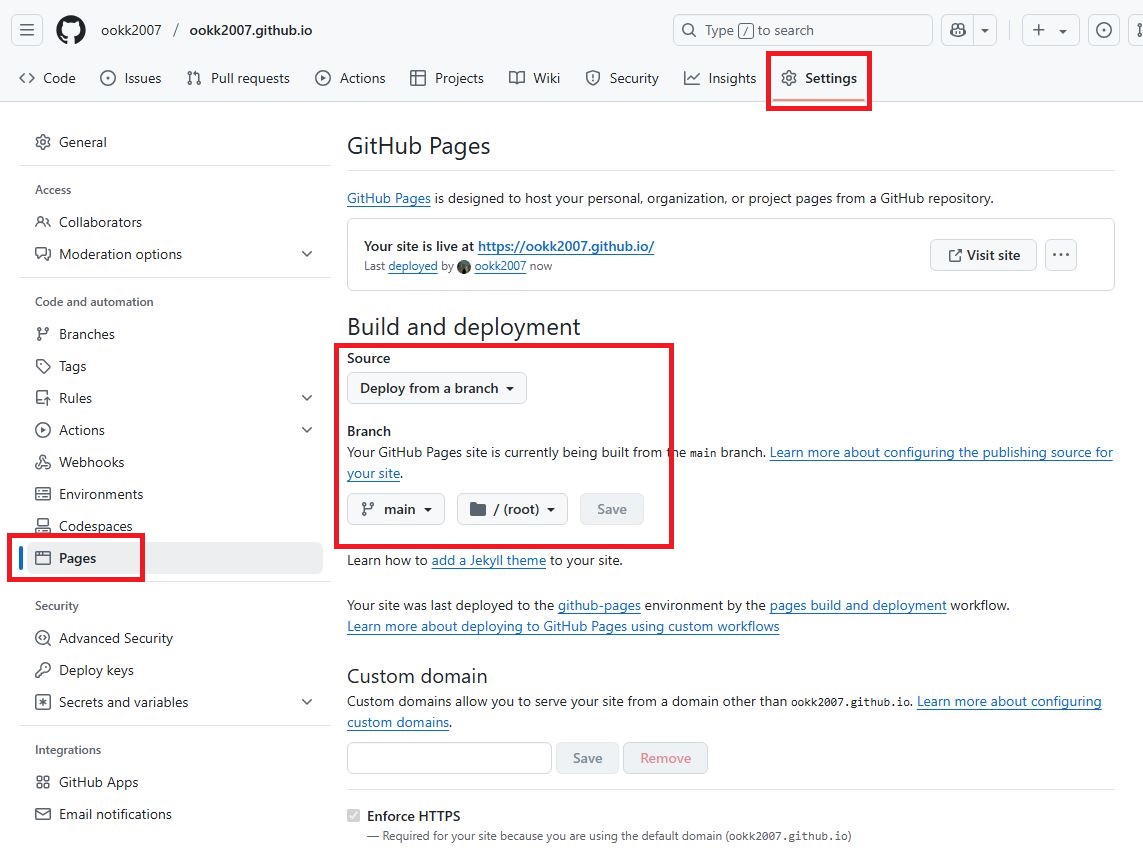 ookk2007 / ookk2007.github.io
Type / to search
Code Issues Pull requests Actions Projects Wiki Security Insights Settings
General
Access
Collaborators
Moderation options
Code and automation
Branches
Tags
Rules
Actions
Webhooks
Environments
Codespaces
Pages
Security
Advanced Security
Deploy keys
Secrets and variables
Integrations
GitHub Apps
Email notifications
GitHub Pages
GitHub Pages is designed to host your personal, organization, or project pages from a GitHub repository.
Your site is live at https://ookk2007.github.io/
Last deployed by ookk2007 now
Visit site
Build and deployment
Source
Deploy from a branch
Branch
Your GitHub Pages site is currently being built from the main branch. Learn more about configuring the publishing source for
your site.
main / (root) Save
Learn how to add a Jekyll theme to your site.
Your site was last deployed to the github-pages environment by the pages build and deployment workflow.
Learn more about deploying to GitHub Pages using custom workflows
Custom domain
Custom domains allow you to serve your site from a domain other than ookk2007.github.io. Learn more about configuring
custom domains.
Save Remove
Enforce HTTPS
— Required for your site because you are using the default domain (ookk2007.github.io)